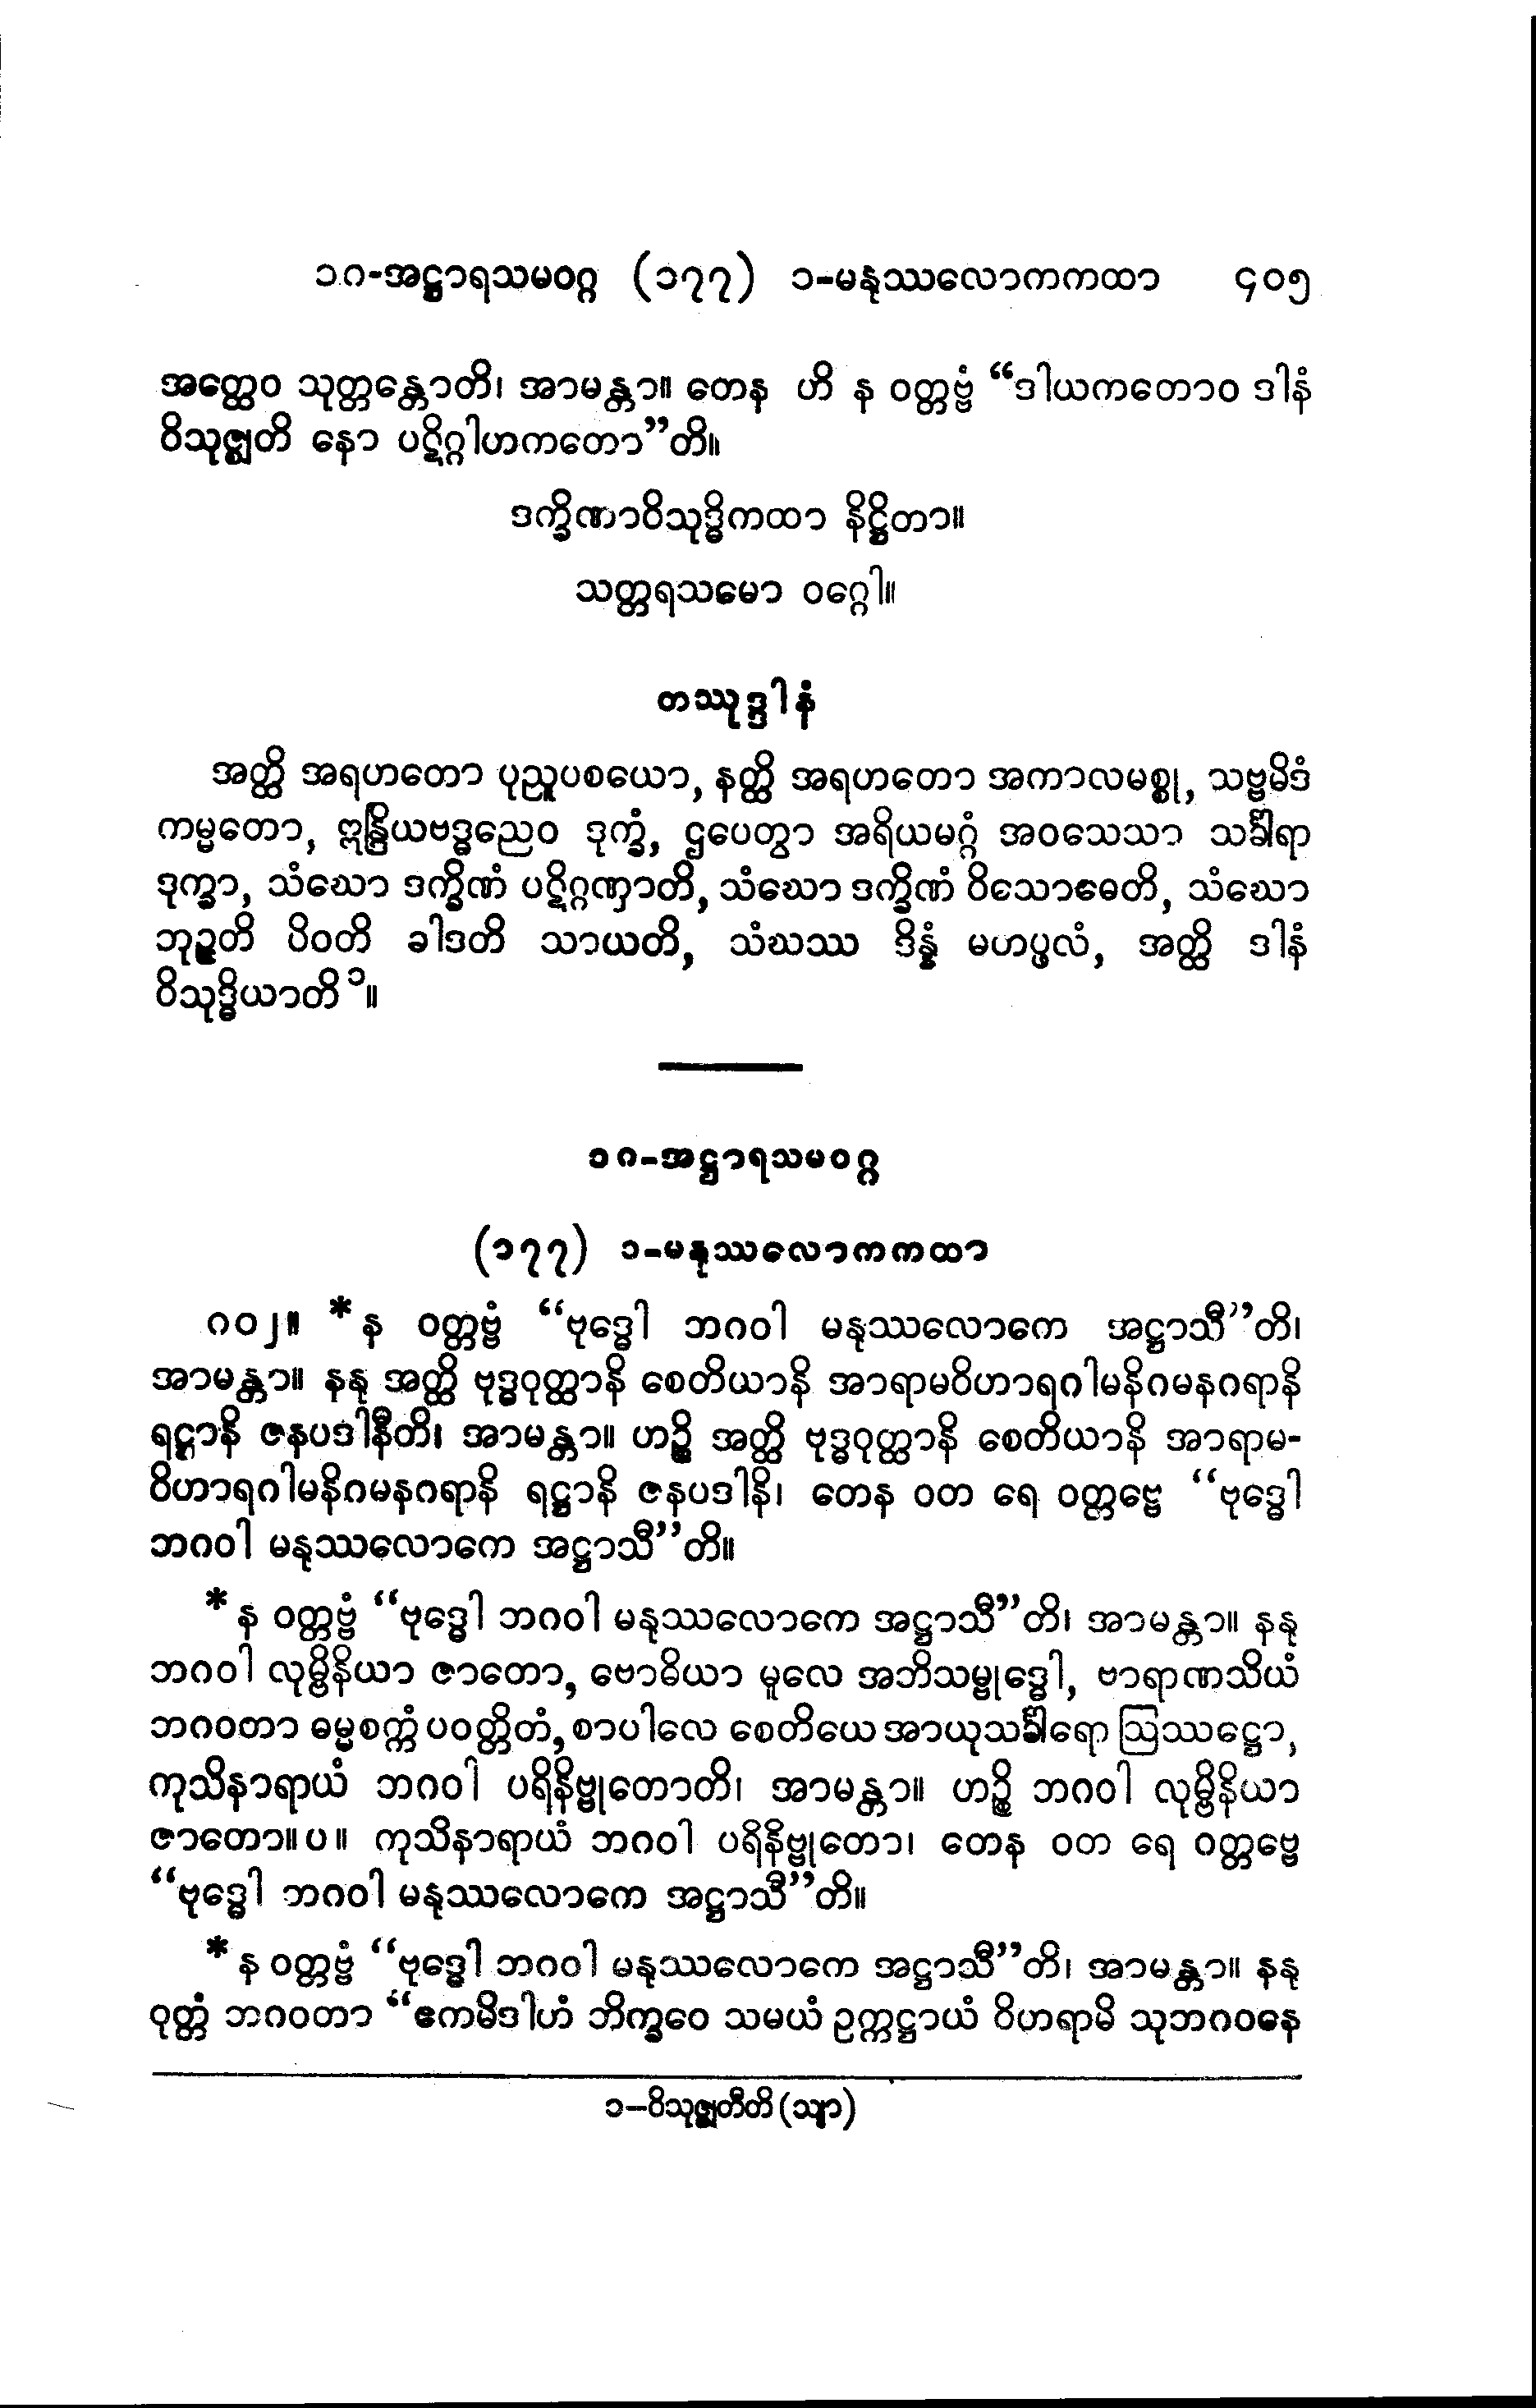 ၁၈-အဋ္ဌာရသမဝဂ္ဂ (၁၇၇) ၁-မနုဿလောကကထာ ၄၀၅
အတ္ထေဝ သုတ္တန္တောတိ၊ အာမန္တာ။ တေန ဟိ န ဝတ္တဗ္ဗံ “ဒါယကတောဝ ဒါနံ
ဝိသုဇ္ဈတိ နော ပဋိဂ္ဂါဟကတော”တိ။
ဒက္ခိဏာဝိသုဒ္ဓိကထာ နိဋ္ဌိတာ။
သတ္တရသမော ဝဂ္ဂေါ။
တဿုဒ္ဒါနံ
အတ္ထိ အရဟတော ပုညူပစယော, နတ္ထိ အရဟတော အကာလမစ္စု, သဗ္ဗမိဒံ
ကမ္မတော, ဣန္ဒြိယဗဒ္ဓညေဝ ဒုက္ခံ, ဌပေတွာ အရိယမဂ္ဂံ အဝသေသာ သင်္ခါရာ
ဒုက္ခာ, သံဃော ဒက္ခိဏံ ပဋိဂ္ဂဏှာတိ, သံဃော ဒက္ခိဏံ ဝိသောဓေတိ, သံဃော
ဘုဉ္ဇတိ ပိဝတိ ခါဒတိ သာယတိ, သံဃဿ ဒိန္နံ မဟပ္ဖလံ, အတ္ထိ ဒါနံ
ဝိသုဒ္ဓိယာတိ ၁။
၁၈-အဋ္ဌာရသမဝဂ္ဂ
(၁၇၇) ၁-မနုဿလောကကထာ
၈၀၂။ * န ဝတ္တဗ္ဗံ “ဗုဒ္ဓေါ ဘဂဝါ မနုဿလောကေ အဋ္ဌာသီ”တိ၊
အာမန္တာ။ နနု အတ္ထိ ဗုဒ္ဓဝုတ္ထာနိ စေတိယာနိ အာရာမဝိဟာရဂါမနိဂမနဂရာနိ
ရဋ္ဌာနိ ဇနပဒါနီတိ၊ အာမန္တာ။ ဟဉ္စိ အတ္ထိ ဗုဒ္ဓဝုတ္ထာနိ စေတိယာနိ အာရာမ-
ဝိဟာရဂါမနိဂမနဂရာနိ ရဋ္ဌာနိ ဇနပဒါနိ၊ တေန ဝတ ရေ ဝတ္တဗ္ဗေ “ဗုဒ္ဓေါ
ဘဂဝါ မနုဿလောကေ အဋ္ဌာသီ”တိ။
* န ဝတ္တဗ္ဗံ “ဗုဒ္ဓေါ ဘဂဝါ မနုဿလောကေ အဋ္ဌာသီ”တိ၊ အာမန္တာ။ နနု
ဘဂဝါ လုမ္ဗိနိယာ ဇာတော, ဗောဓိယာ မူလေ အဘိသမ္ဗုဒ္ဓေါ, ဗာရာဏသိယံ
ဘဂဝတာ ဓမ္မစက္ကံ ပဝတ္တိတံ, စာပါလေ စေတိယေ အာယုသင်္ခါရော ဩဿဋ္ဌော,
ကုသိနာရာယံ ဘဂဝါ ပရိနိဗ္ဗုတောတိ၊ အာမန္တာ။ ဟဉ္စိ ဘဂဝါ လုမ္ဗိနိယာ
ဇာတော။ပ။ ကုသိနာရာယံ ဘဂဝါ ပရိနိဗ္ဗုတော၊ တေန ဝတ ရေ ဝတ္တဗ္ဗေ
“ဗုဒ္ဓေါ ဘဂဝါ မနုဿလောကေ အဋ္ဌာသီ”တိ။
* န ဝတ္တဗ္ဗံ “ဗုဒ္ဓေါ ဘဂဝါ မနုဿလောကေ အဋ္ဌာသီ”တိ၊ အာမန္တာ။ နနု
ဝုတ္တံ ဘဂဝတာ “ဧကမိဒါဟံ ဘိက္ခဝေ သမယံ ဥက္ကဋ္ဌာယံ ဝိဟရာမိ သုဘဂဝနေ
၁-ဝိသုဇ္ဈတီတိ (သျာ)